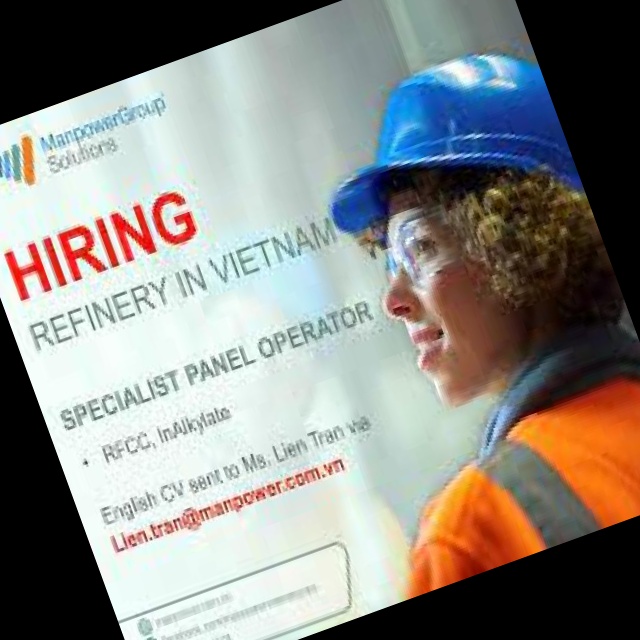 ManpowerGroup
Solutions
HIRING
REFINERY IN VIETNAM
SPECIALIST PANEL OPERATOR
• RFCC, InAlkylate
English CV sent to Ms. Lien Tran via
Lien.tran@manpower.com.vn